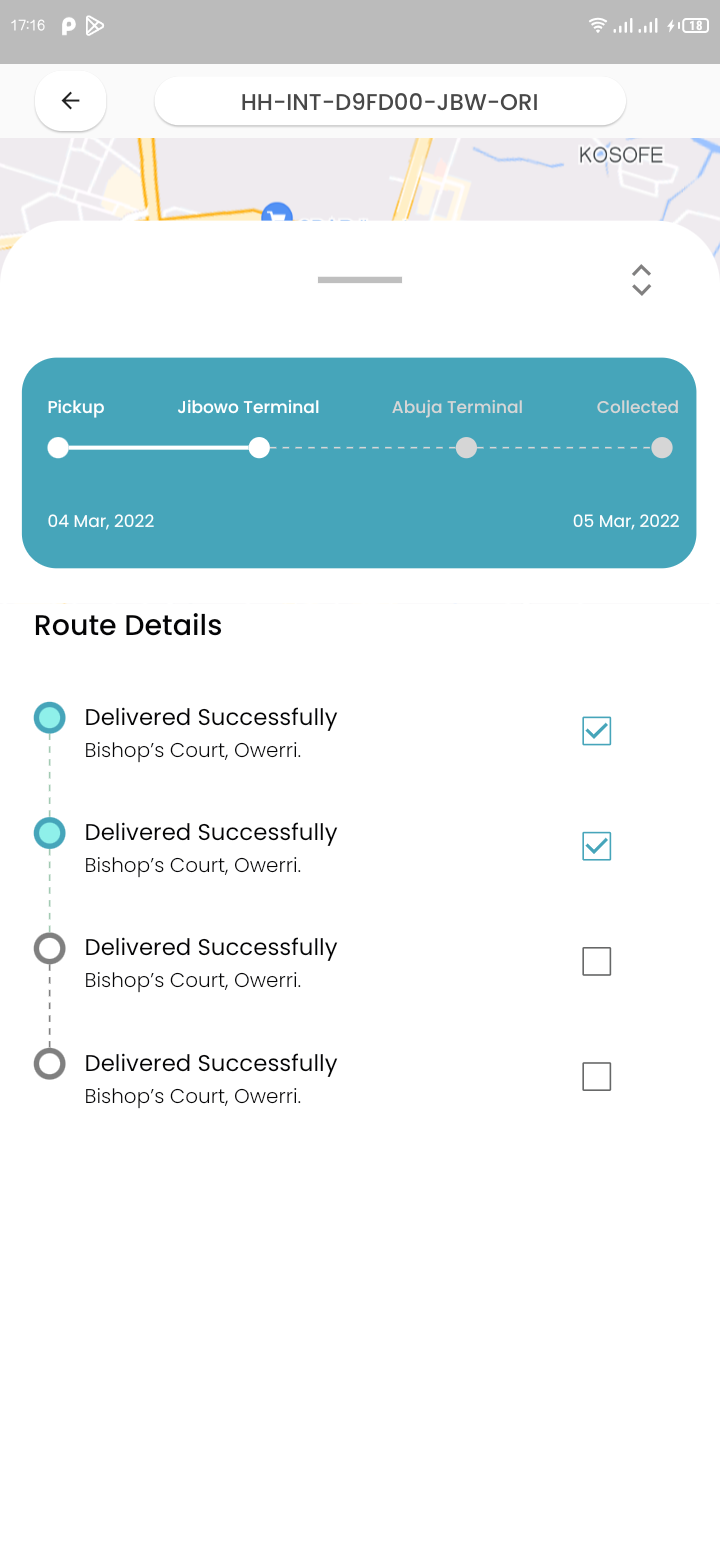 17:16
18
HH-INT-D9FD00-JBW-ORI
KOSOFE
Pickup Jibowo Terminal Abuja Terminal Collected
04 Mar, 2022 05 Mar, 2022
Route Details
Delivered Successfully
Bishop’s Court, Owerri.
Delivered Successfully
Bishop’s Court, Owerri.
Delivered Successfully
Bishop’s Court, Owerri.
Delivered Successfully
Bishop’s Court, Owerri.